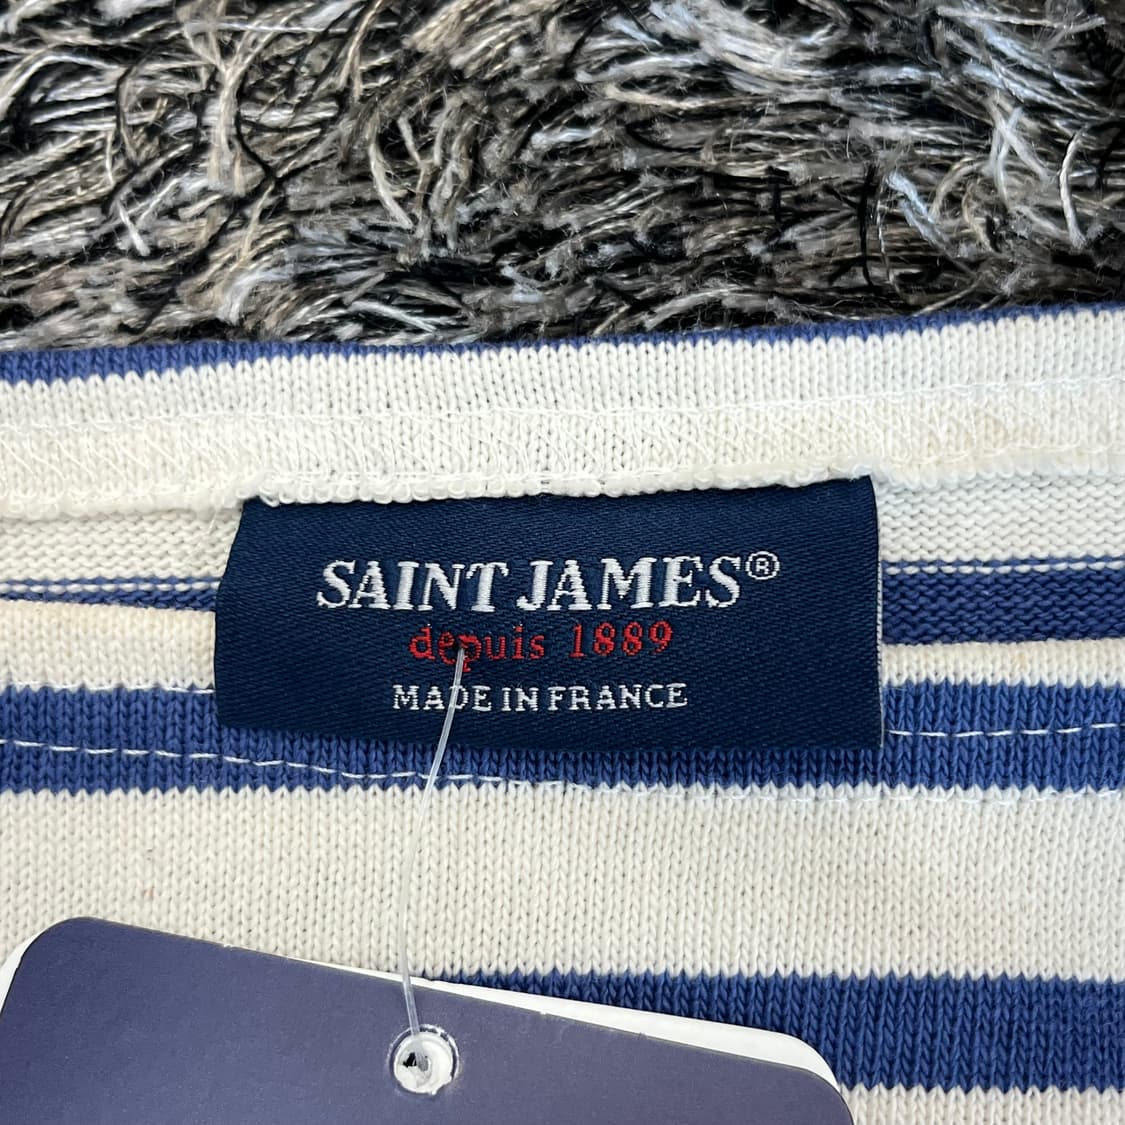 SAINT JAMES®
depuis 1889
MADE IN FRANCE